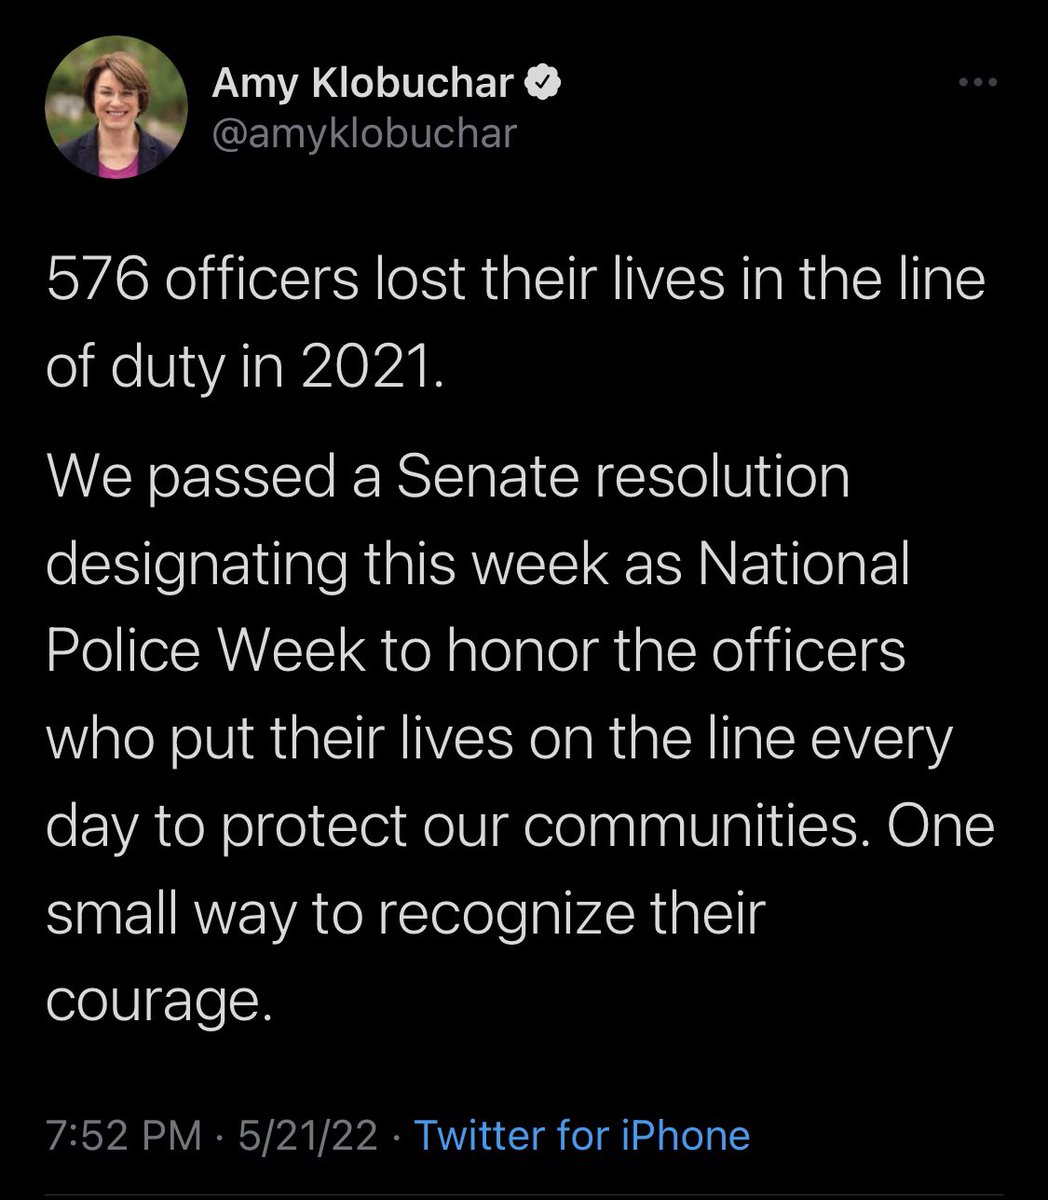 Amy Klobuchar
@amyklobuchar
576 officers lost their lives in the line
of duty in 2021.
We passed a Senate resolution
designating this week as National
Police Week to honor the officers
who put their lives on the line every
day to protect our communities. One
small way to recognize their
courage.
7:52 PM · 5/21/22 · Twitter for iPhone